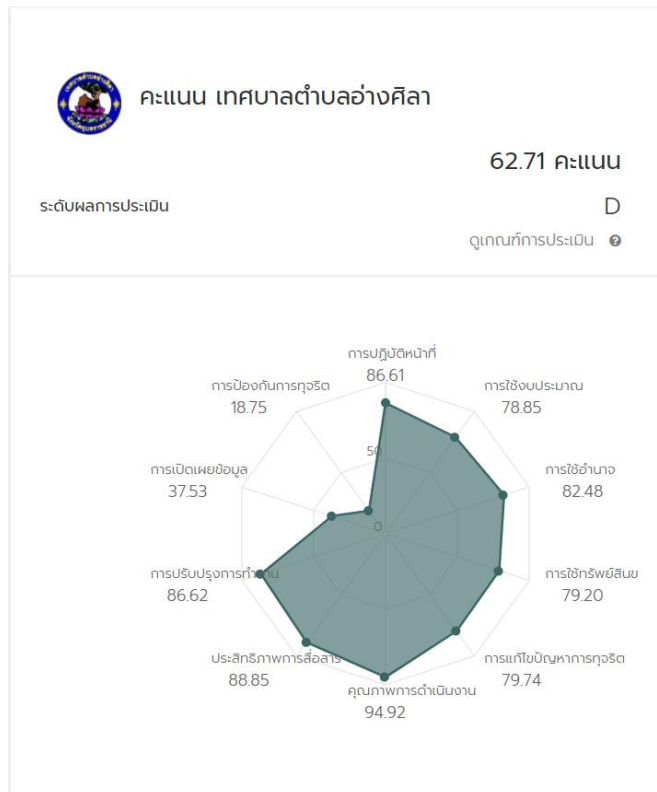 คะแนน เทศบาลตำบลอ่างศิลา
62.71 คะแนน
ระดับผลการประเมิน
D
ดูเกณฑ์การประเมิน
การปฏิบัติหน้าที่
86.61
การป้องกันการทุจริต
18.75
การใช้งบประมาณ
78.85
50
การเปิดเผยข้อมูล
37.53
การใช้อำนาจ
82.48
0
การปรับปรุงการทำงาน
86.62
การใช้ทรัพย์สินข
79.20
ประสิทธิภาพการสื่อสาร
88.85
การแก้ไขปัญหาการทุจริต
79.74
คุณภาพการดำเนินงาน
94.92